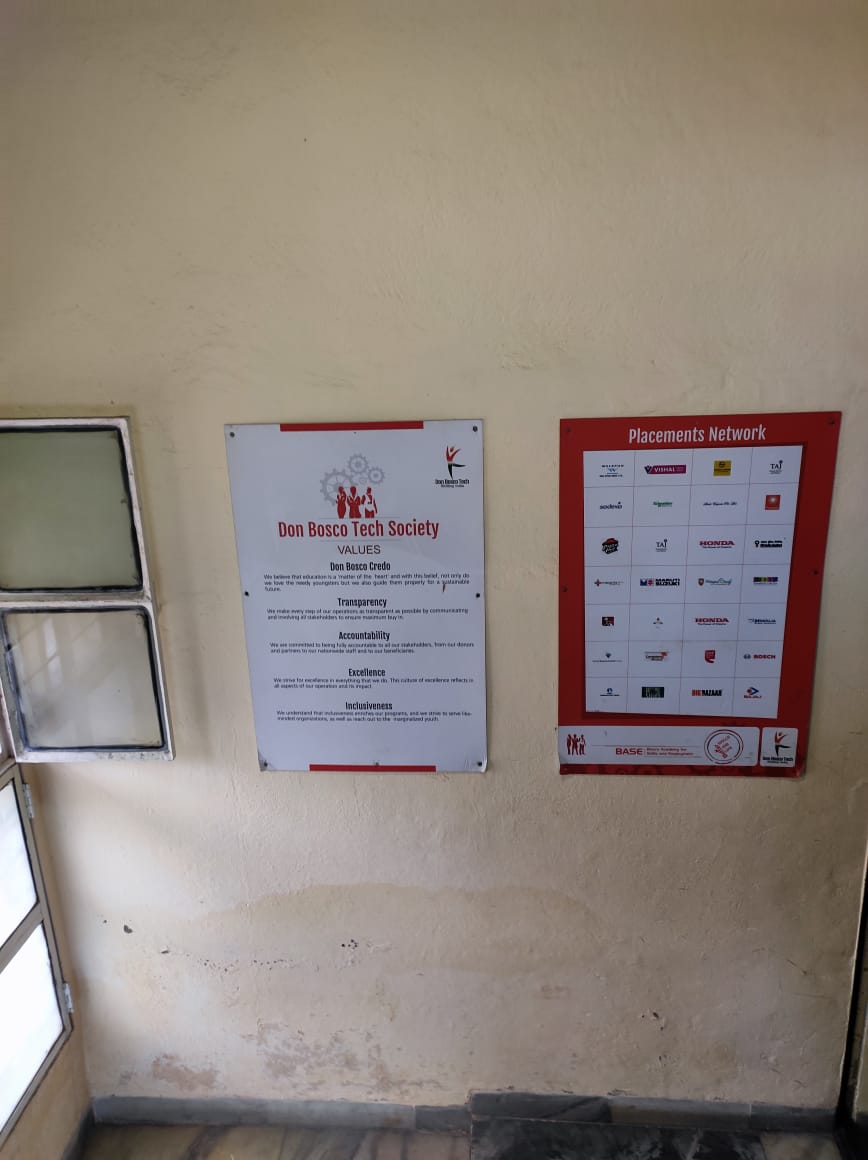 Don Bosco Tech
Don Bosco Tech Society
VALUES
Don Bosco Credo
We believe that education is a 'matter of the heart' and with this belief, not only do
we love the needy youngsters but we also guide them properly for a sustainable
future.
Transparency
We make every step of our operations as transparent as possible by communicating
and involving all stakeholders to ensure maximum buy in.
Accountability
We are committed to being fully accountable to all our stakeholders, from our donors
and partners to our nationwide staff and to our beneficiaries.
Excellence
We strive for excellence in everything that we do. This culture of excellence reflects in
all aspects of our operation and its impact.
Inclusiveness
We understand that inclusiveness enriches our programs, and we strive to serve like-
minded organizations, as well as reach out to the marginalized youth.
Placements Network
VISHAL
TAJ
sodexo
Schneider
TAJ
HONDA
MARUTI
SUZUKI
HONDA
BOSCH
BIG BAZAAR
BAJAJ
BASE
Bosco Academy for
Skills and Employment
Don Bosco Tech